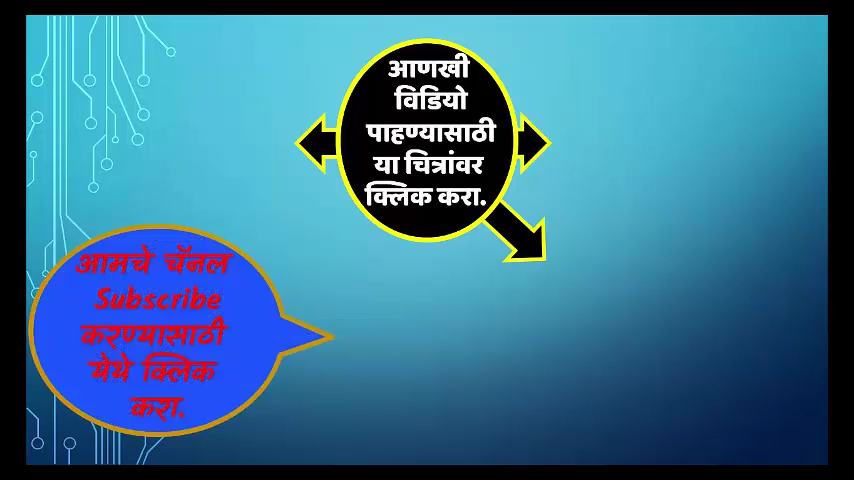 आणखी
विडियो
पाहण्यासाठी
या चित्रांवर
क्लिक करा.
आमचे चॅनल
Subscribe
करण्यासाठी
येथे क्लिक
करा.